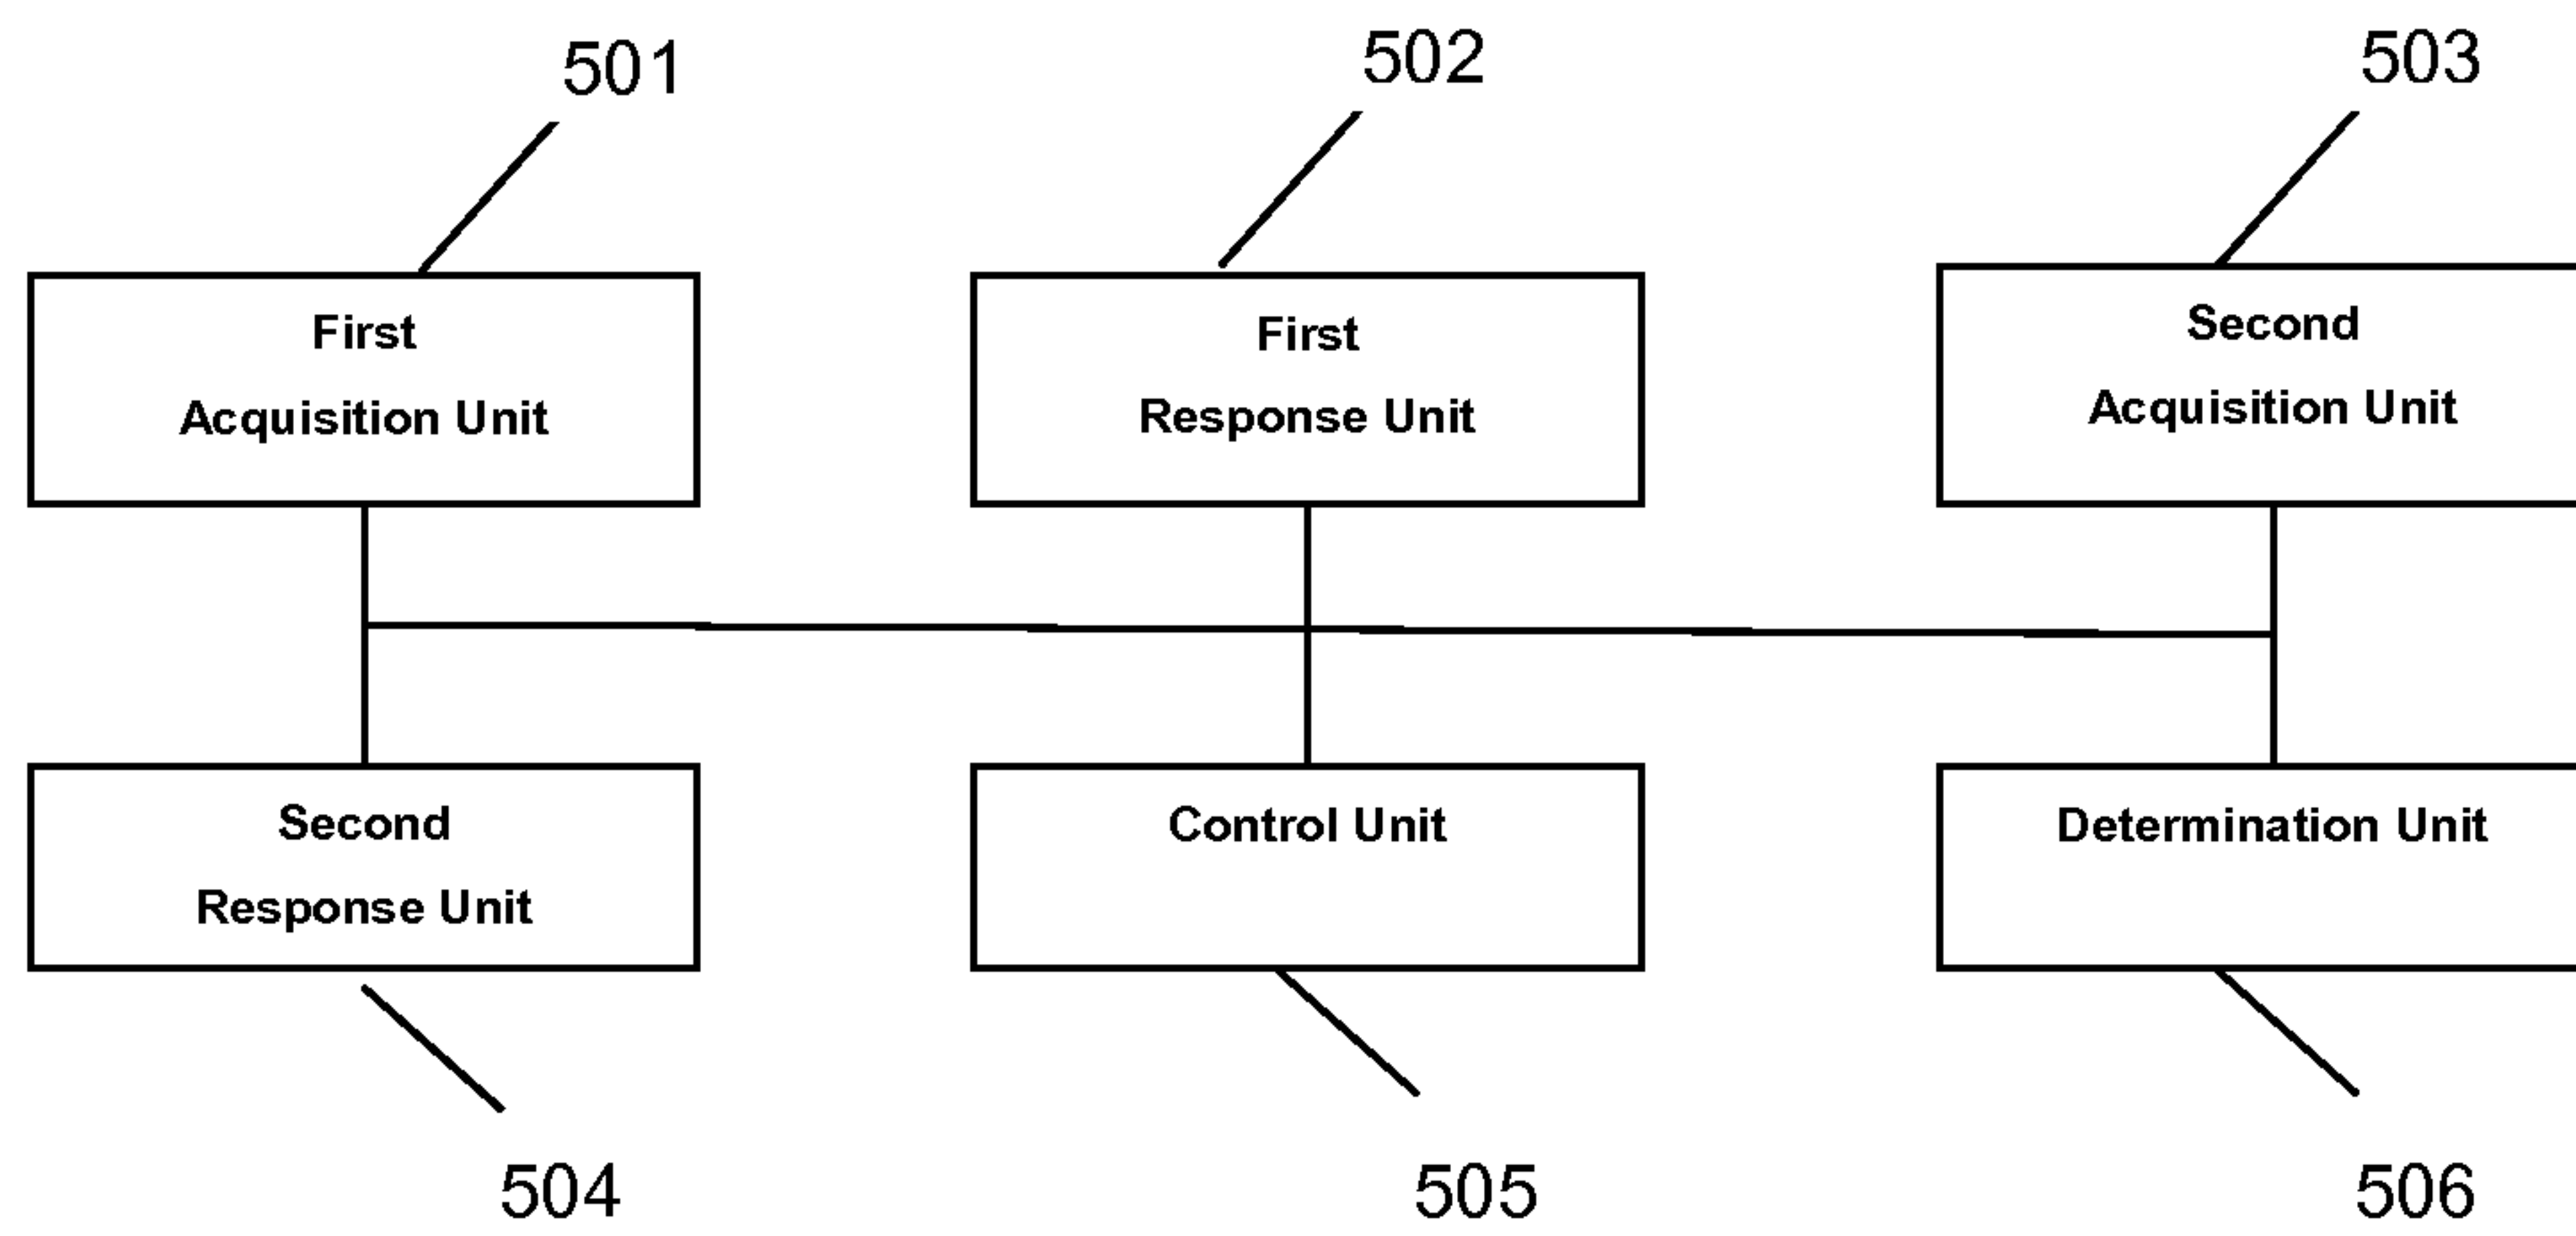 501
502
503
First
Acquisition Unit
First
Response Unit
Second
Acquisition Unit
Second
Response Unit
Control Unit
Determination Unit
504
505
506